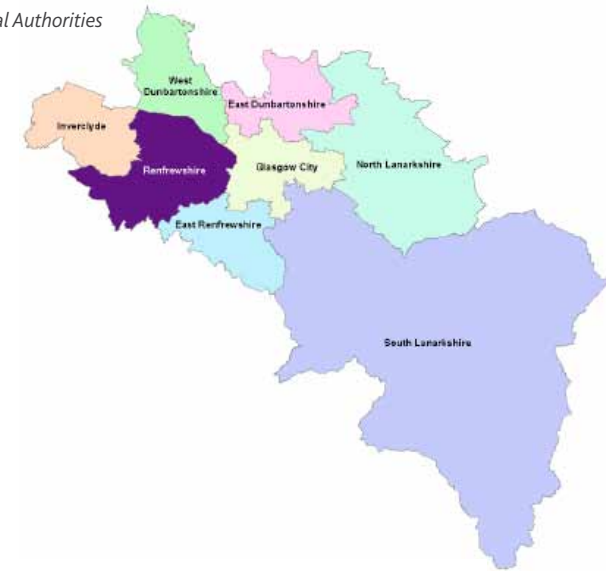 al Authorities
West
Dunbartonshire
East Dunbartonshire
Inverclyde
Renfrewshire
Glasgow City
North Lanarkshire
East Renfrewshire
South Lanarkshire